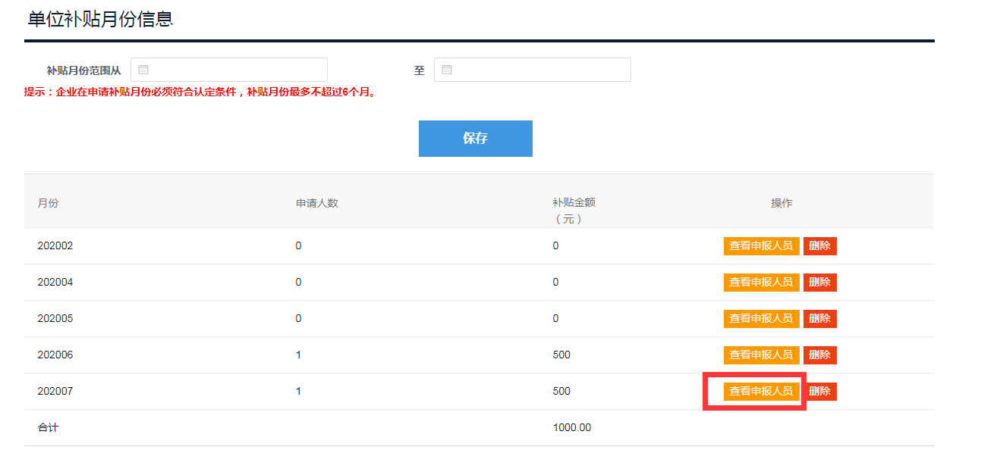 单位补贴月份信息
补贴月份范围从 至
提示：企业在申请补贴月份必须符合认定条件，补贴月份最多不超过6个月。
保存
月份 申请人数 补贴金额（元） 操作
202002 0 0 查看申报人员 删除
202004 0 0 查看申报人员 删除
202005 0 0 查看申报人员 删除
202006 1 500 查看申报人员 删除
202007 1 500 查看申报人员 删除
合计 1000.00